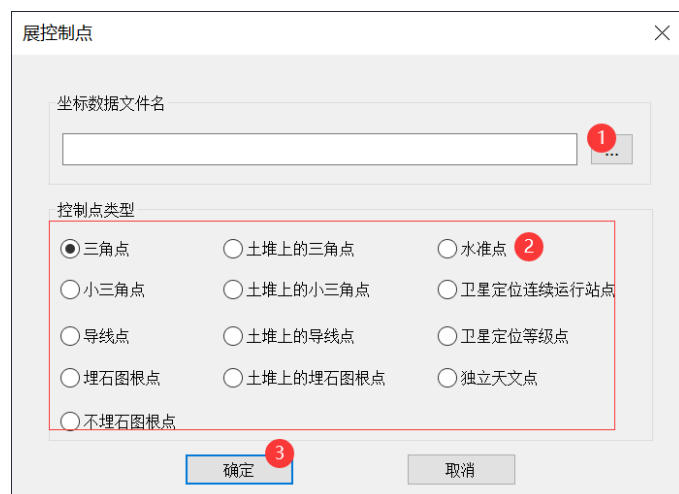 展控制点
坐标数据文件名
1
...
控制点类型
三角点 土堆上的三角点 水准点 2
小三角点 土堆上的小三角点 卫星定位连续运行站点
导线点 土堆上的导线点 卫星定位等级点
埋石图根点 土堆上的埋石图根点 独立天文点
不埋石图根点
3
确定 取消